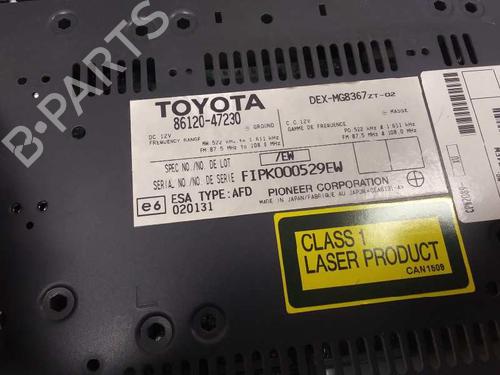 B-PARTS
TOYOTA
86120-47230
DEX-MG8367ZT-02
DC 12V GROUND C.C.12V MASSE
FREQUENCY RANGE MW.522 kHz ~ 1 611 kHz GAMME DE FREQUENCE PO.522 kHz à 1 611 kHz
FM 87.5 MHz to 108.0 MHz FM 87.5 MHz à 108.0 MHz
SPEC NO./NO. DE LOT /EW
SERIAL NO./NO DE SERIE FIPK000529EW
e6 ESA TYPE:AFD
020131
PIONEER CORPORATION
MADE IN JAPAN/FABRIQUE AU JAPON
CLASS 1
LASER PRODUCT
CAN1509